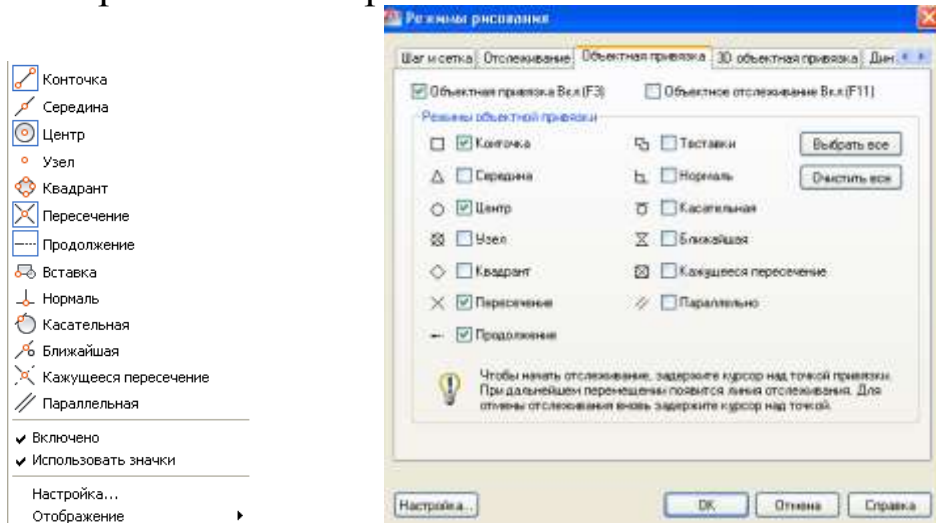 Конточка
Середина
Центр
Узел
Квадрант
Пересечение
Продолжение
Вставка
Нормаль
Касательная
Ближайшая
Кажущееся пересечение
Параллельная
Включено
Использовать значки
Настройка...
Отображение
Режимы рисования
Шаг и сетка Отслеживание Объектная привязка 3D объектная привязка Дин
Объектная привязка Вкл (F3) Объектное отслеживание Вкл (F11)
Режимы объектной привязки
Конточка Твставки Выбрать все
Середина Нормаль Очистить все
Центр Касательная
Узел Ближайшая
Квадрант Кажущееся пересечение
Пересечение Параллельно
Продолжение
Чтобы начать отслеживание, задержите курсор над точкой привязки.
При дальнейшем перемещении появится линия отслеживания. Для
отмены отслеживания вновь задержите курсор над точкой.
Настройка... OK Отмена Справка